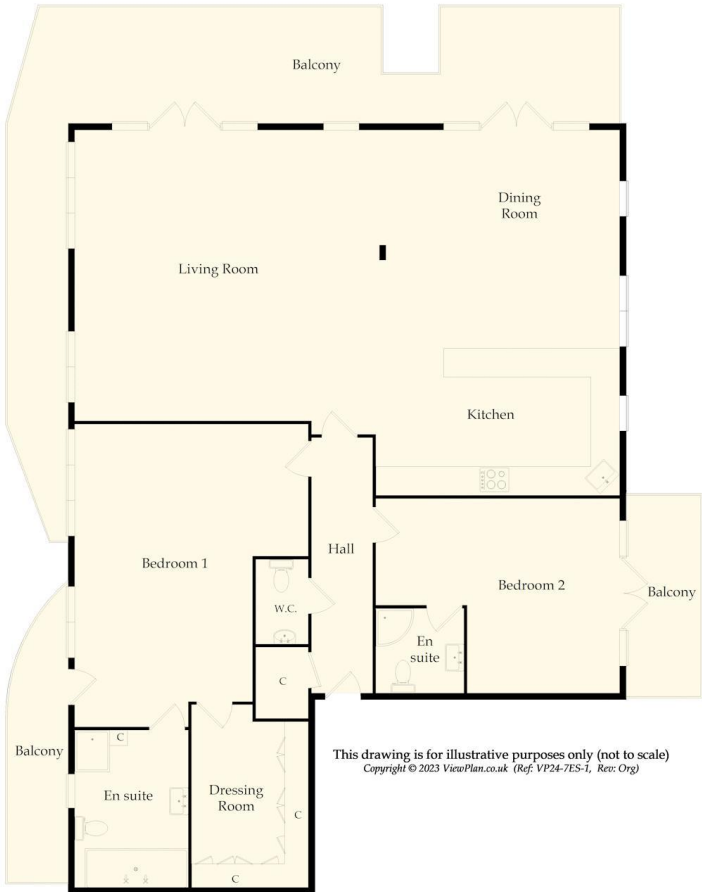 Balcony
Dining
Room
Living Room
Kitchen
Hall
Bedroom 1
Bedroom 2
Balcony
W.C.
En
suite
C
Balcony
C
En suite
Dressing
Room
C
C
This drawing is for illustrative purposes only (not to scale)
Copyright © 2023 ViewPlan.co.uk (Ref: VP24-7ES-1, Rev: Org)